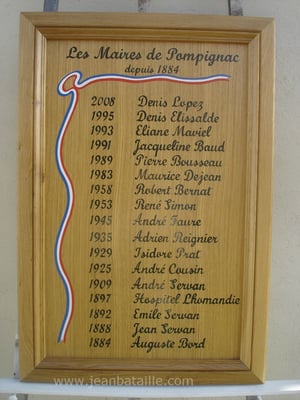 Les Maires de Pompignac
depuis 1884
2008 Denis Lopez
1995 Denis Elissalde
1993 Eliane Maviel
1991 Jacqueline Baud
1989 Pierre Bousseau
1983 Maurice Dejean
1958 Robert Bernat
1953 René Simon
1945 André Faure
1935 Adrien Reignier
1929 Isidore Prat
1925 André Cousin
1909 André Servan
1897 Hospitel Lhomandie
1892 Emile Servan
1888 Jean Servan
1884 Auguste Bord
www.jeanbataille.com